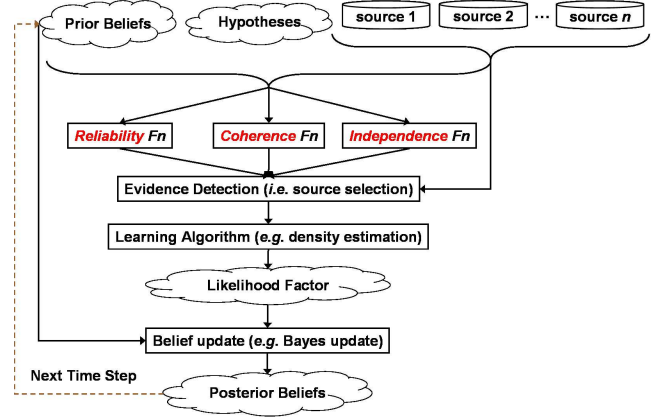 Prior Beliefs
Hypotheses
source 1
source 2
...
source n
Reliability Fn
Coherence Fn
Independence Fn
Evidence Detection (i.e. source selection)
Learning Algorithm (e.g. density estimation)
Likelihood Factor
Belief update (e.g. Bayes update)
Next Time Step
Posterior Beliefs